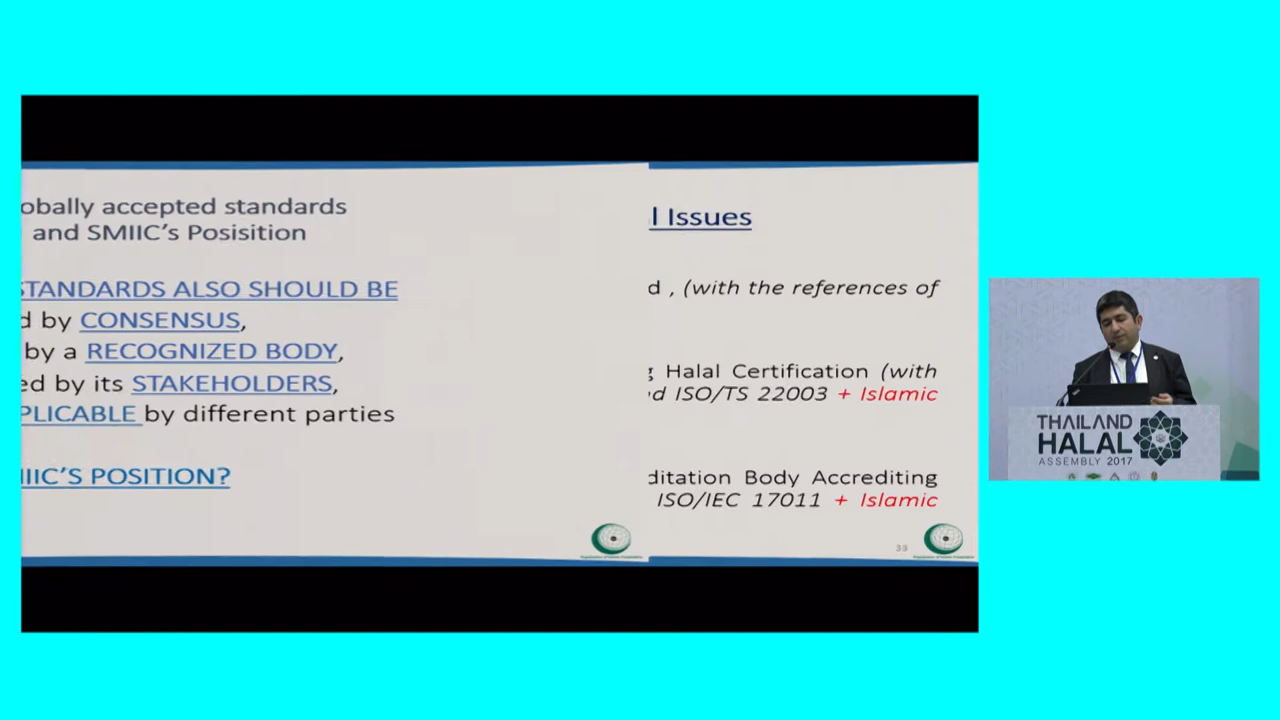 obally accepted standards
and SMIIC's Posisition
TANDARDS ALSO SHOULD BE
d by CONSENSUS,
by a RECOGNIZED BODY,
ed by its STAKEHOLDERS,
PLICABLE by different parties
IIC'S POSITION?
l Issues
d , (with the references of
g Halal Certification (with
d ISO/TS 22003 + Islamic
ditation Body Accrediting
ISO/IEC 17011 + Islamic
33
THAILAND
HALAL
ASSEMBLY 2017